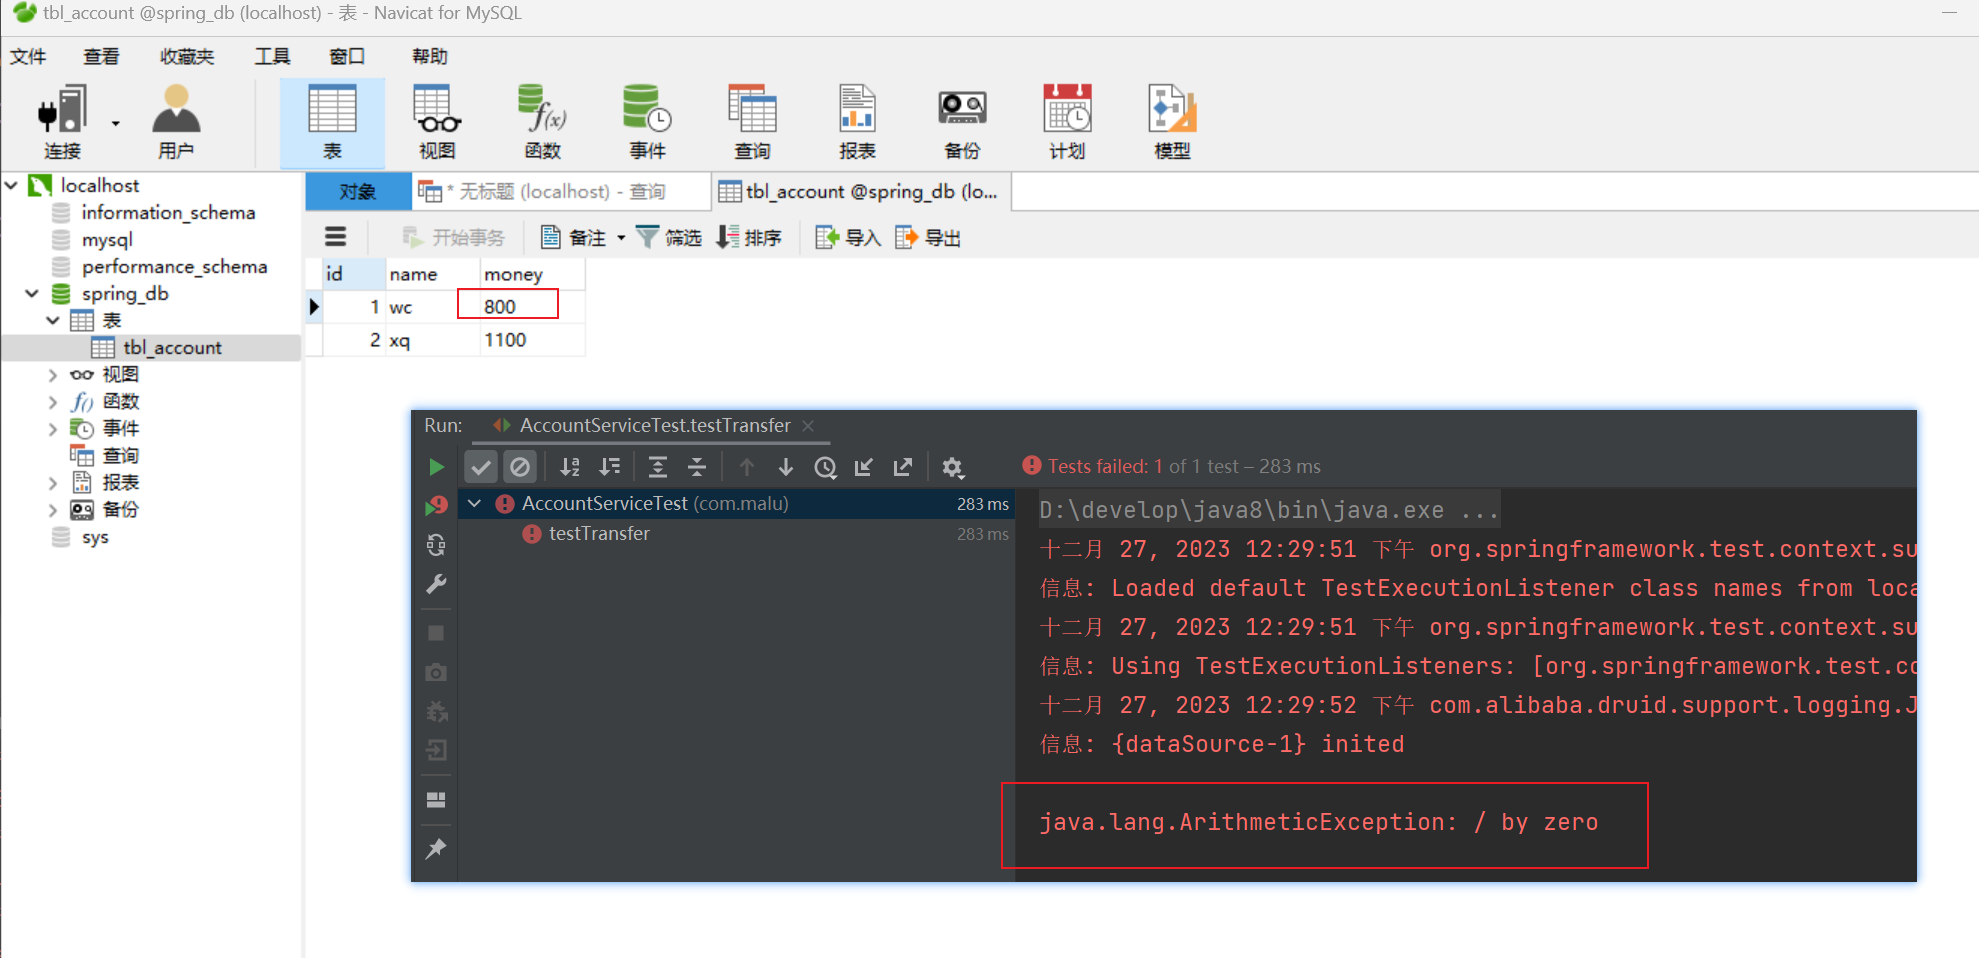 tbl_account @spring_db (localhost) - 表 - Navicat for MySQL
文件 查看 收藏夹 工具 窗口 帮助
连接 用户 表 视图 函数 事件 查询 报表 备份 计划 模型
localhost
information_schema
mysql
performance_schema
spring_db
表
tbl_account
视图
函数
事件
查询
报表
备份
sys
对象 * 无标题 (localhost) - 查询 tbl_account @spring_db (lo...
开始事务 备注 筛选 排序 导入 导出
id name money
1 wc 800
2 xq 1100
Run: AccountServiceTest.testTransfer
Tests failed: 1 of 1 test – 283 ms
AccountServiceTest (com.malu) 283 ms
testTransfer 283 ms
D:\develop\java8\bin\java.exe ...
十二月 27, 2023 12:29:51 下午 org.springframework.test.context.su
信息: Loaded default TestExecutionListener class names from loca
十二月 27, 2023 12:29:51 下午 org.springframework.test.context.su
信息: Using TestExecutionListeners: [org.springframework.test.co
十二月 27, 2023 12:29:52 下午 com.alibaba.druid.support.logging.J
信息: {dataSource-1} inited
java.lang.ArithmeticException: / by zero